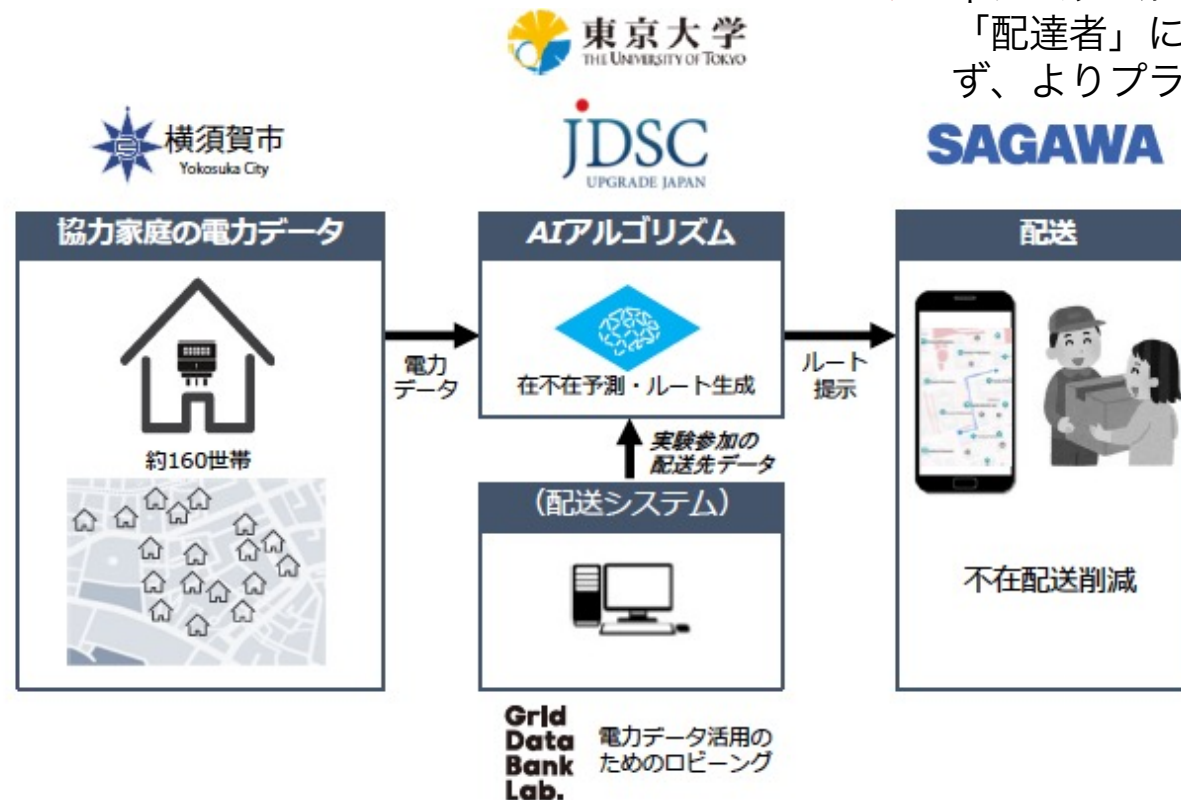 「配達者」に
ず、よりプラ
東京大学
THE UNIVERSITY OF TOKYO
横須賀市
Yokosuka City
JDSC
UPGRADE JAPAN
SAGAWA
協力家庭の電力データ
約160世帯
電力
データ
AIアルゴリズム
在不在予測・ルート生成
実験参加の
配送先データ
(配送システム)
ルート
提示
配送
不在配送削減
Grid
Data
Bank
Lab.
電力データ活用の
ためのロビーング